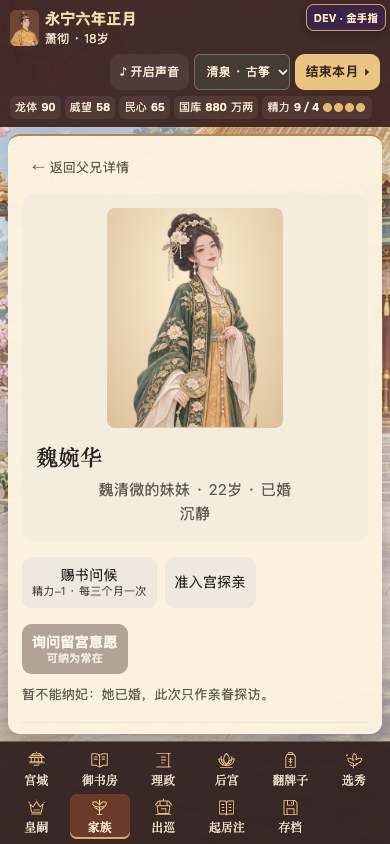 永宁六年正月
萧彻 · 18岁
DEV · 金手指
♪ 开启声音
清泉 · 古筝
结束本月
龙体 90
威望 58
民心 65
国库 880 万两
精力 9 / 4
← 返回父兄详情
魏婉华
魏清微的妹妹 · 22岁 · 已婚
沉静
赐书问候
精力−1 · 每三个月一次
准入宫探亲
询问留宫意愿
可纳为常在
暂不能纳妃：她已婚，此次只作亲眷探访。
宫城
御书房
理政
后宫
翻牌子
选秀
皇嗣
家族
出巡
起居注
存档